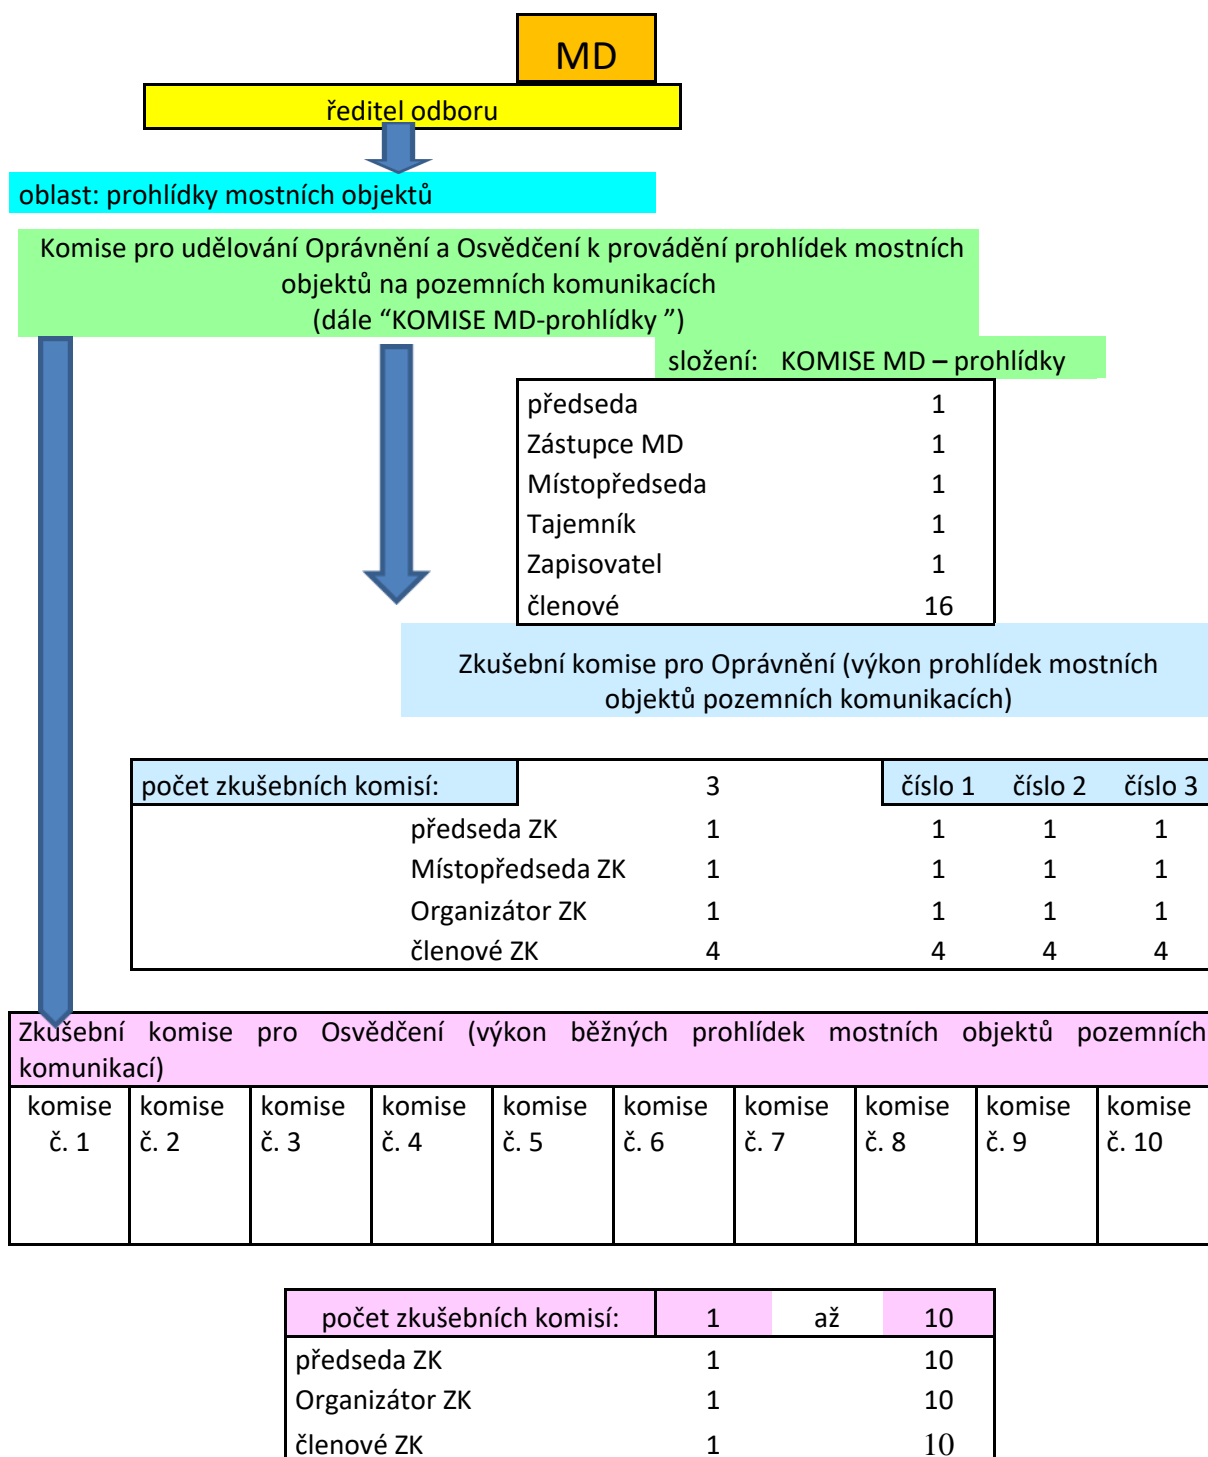 MD
ředitel odboru
oblast: prohlídky mostních objektů
Komise pro udělování Oprávnění a Osvědčení k provádění prohlídek mostních
objektů na pozemních komunikacích
(dále “KOMISE MD-prohlídky ”)
složení: KOMISE MD – prohlídky
předseda 1
Zástupce MD 1
Místopředseda 1
Tajemník 1
Zapisovatel 1
členové 16
Zkušební komise pro Oprávnění (výkon prohlídek mostních
objektů pozemních komunikacích)
počet zkušebních komisí: 3 číslo 1 číslo 2 číslo 3
předseda ZK 1 1 1 1
Místopředseda ZK 1 1 1 1
Organizátor ZK 1 1 1 1
členové ZK 4 4 4 4
Zkušební komise pro Osvědčení (výkon běžných prohlídek mostních objektů pozemních
komunikací)
komise komise komise komise komise komise komise komise komise komise
č. 1 č. 2 č. 3 č. 4 č. 5 č. 6 č. 7 č. 8 č. 9 č. 10
počet zkušebních komisí: 1 až 10
předseda ZK 1 10
Organizátor ZK 1 10
členové ZK 1 10